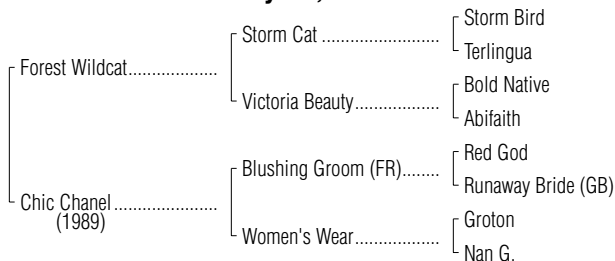 Storm Bird
Storm Cat ........................
Terlingua
Forest Wildcat..................
Bold Native
Victoria Beauty.................
Abifaith
Red God
Blushing Groom (FR)........
Runaway Bride (GB)
Chic Chanel .....................
(1989)
Groton
Women's Wear.................
Nan G.